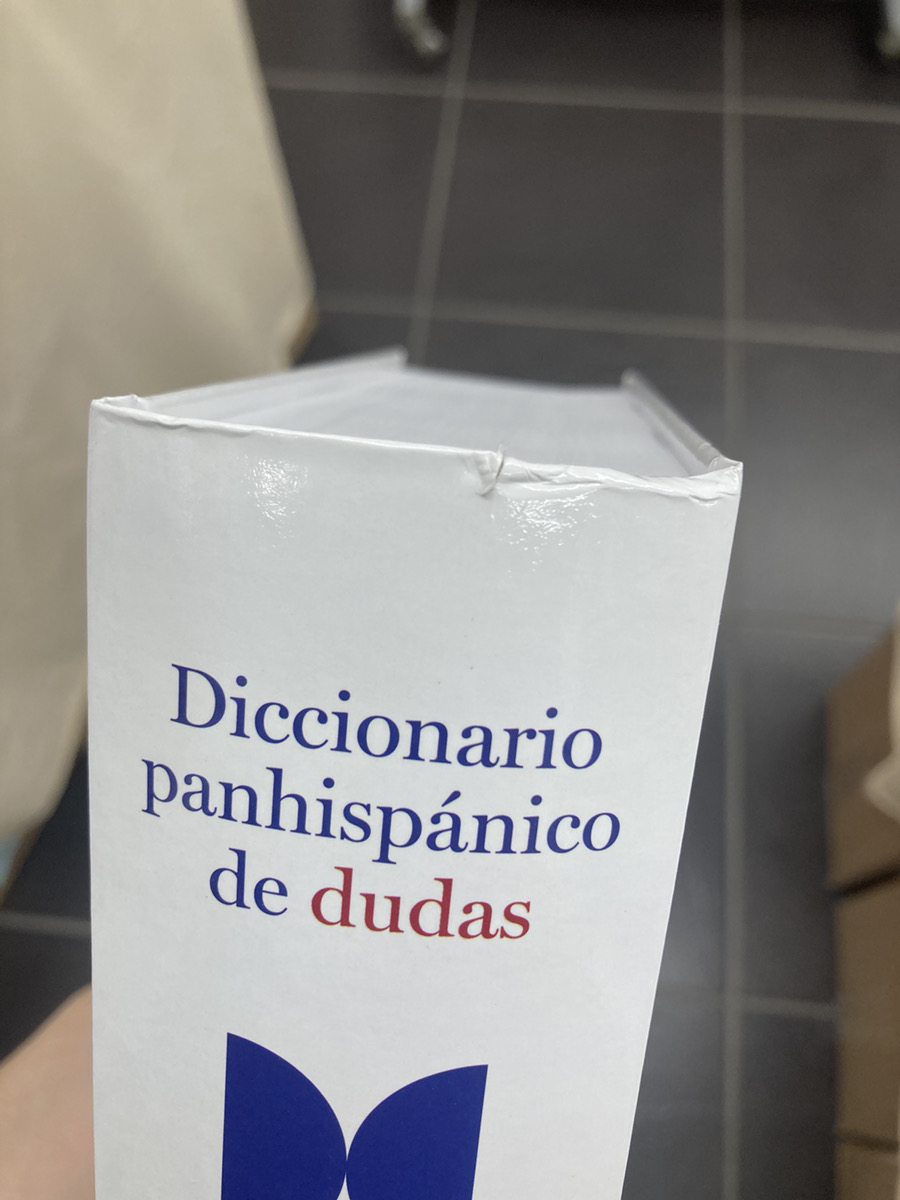 Diccionario
panhispánico
de dudas